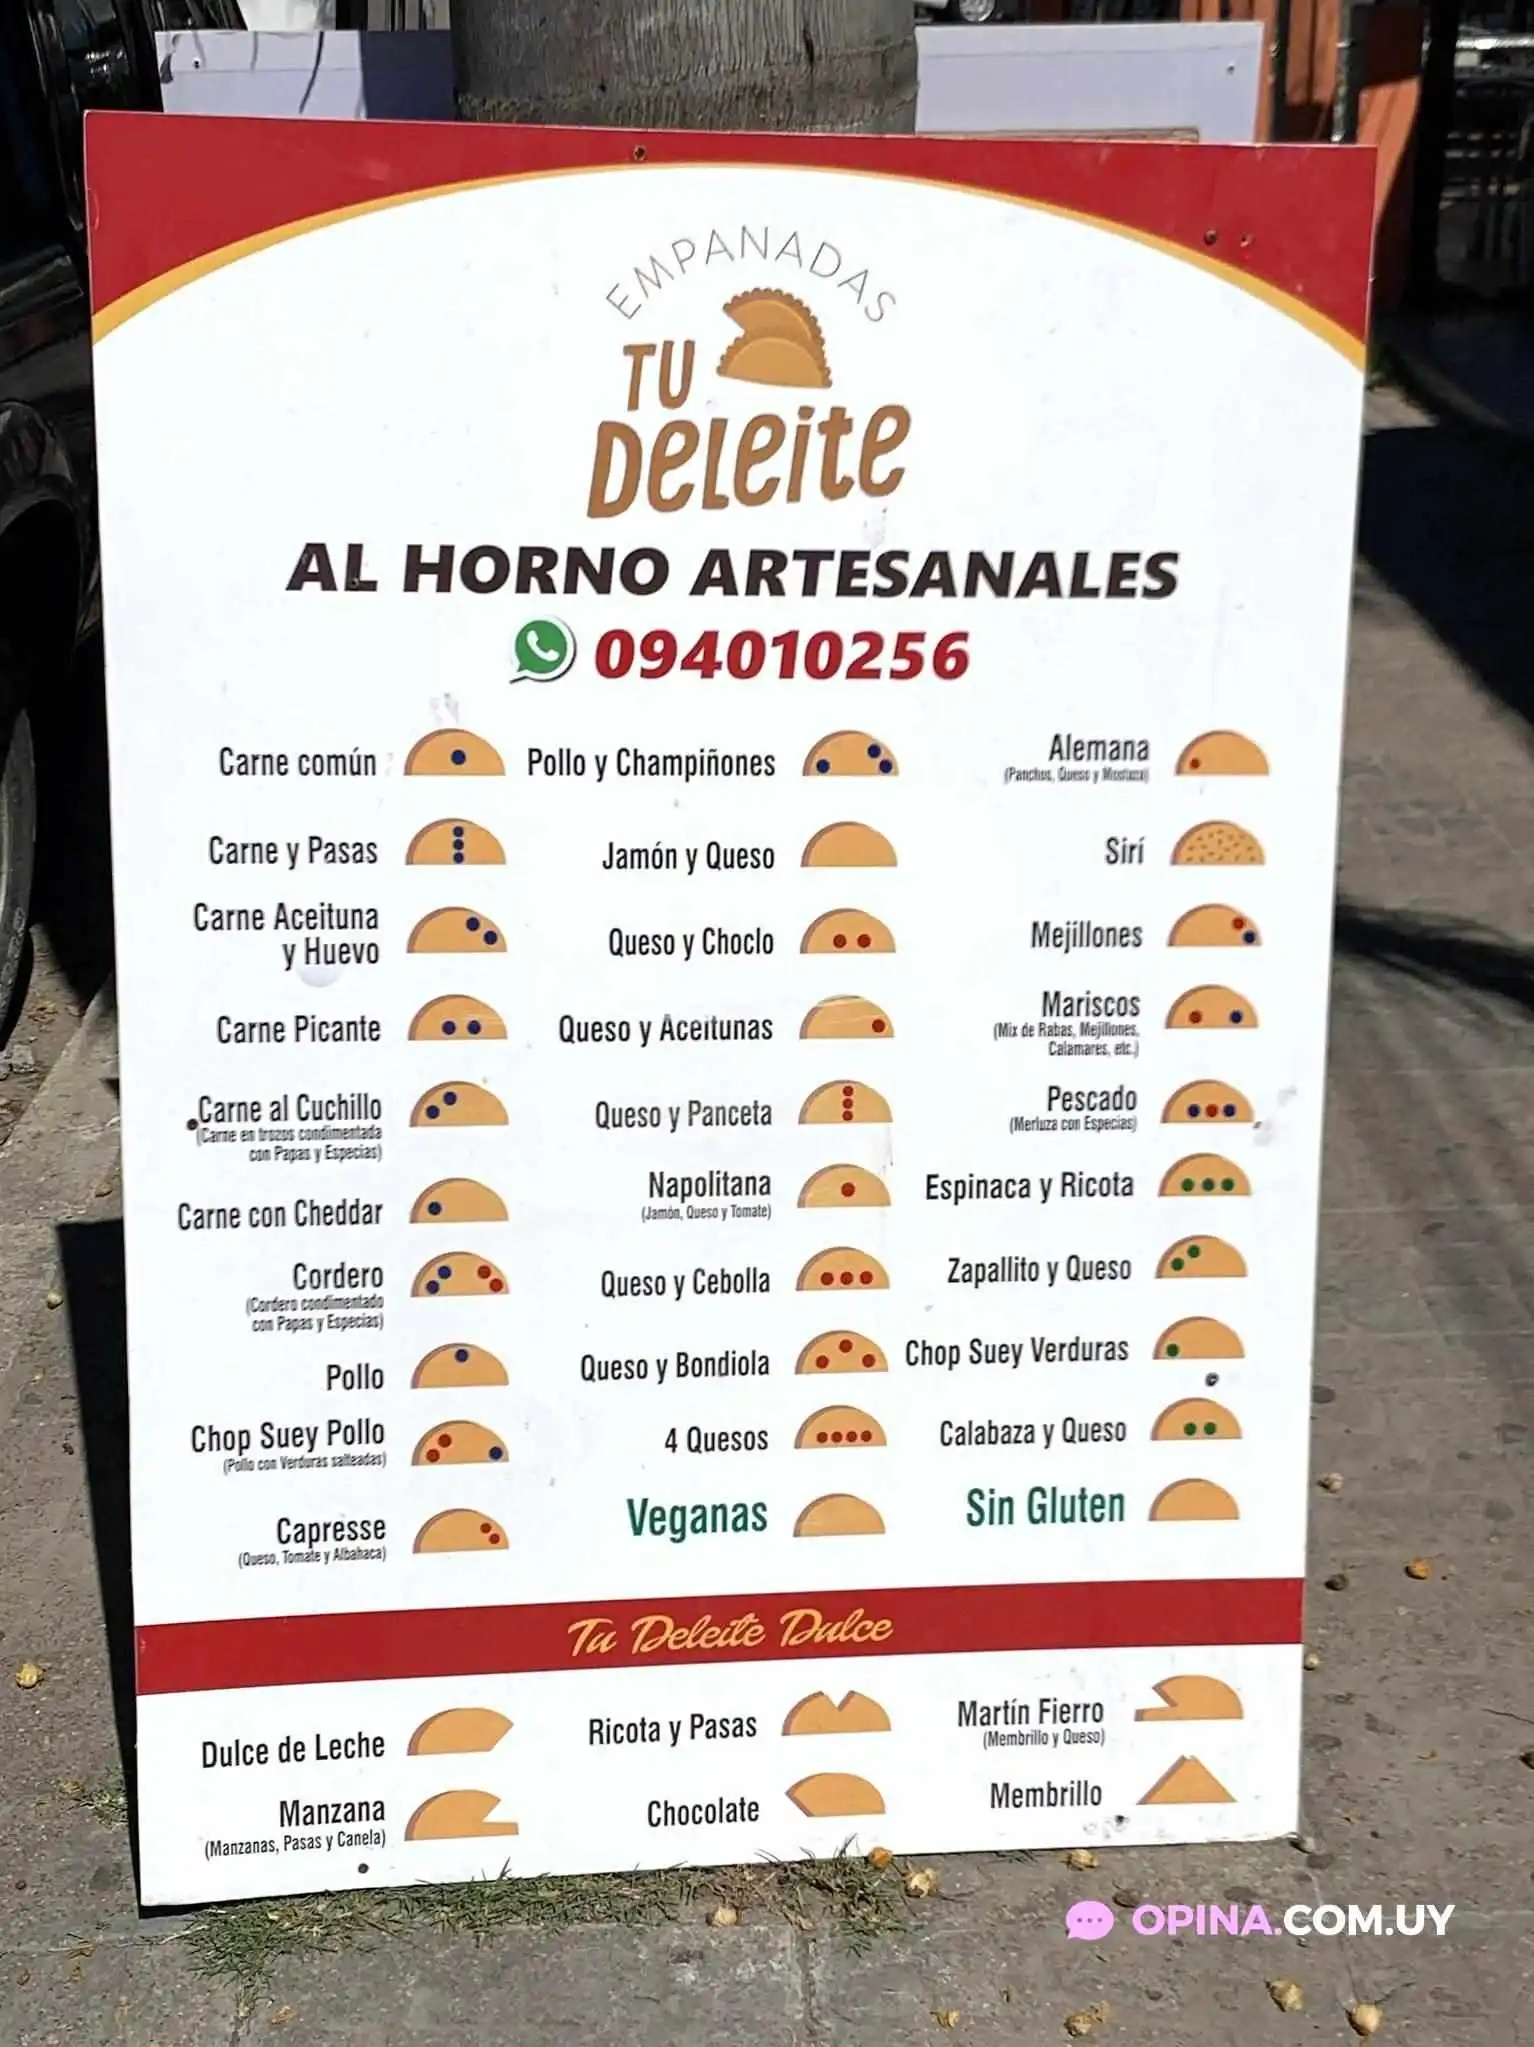 EMPANADAS
TU
DELEITE
AL HORNO ARTESANALES
094010256
Carne común
Carne y Pasas
Carne Aceituna
y Huevo
Carne Picante
Carne al Cuchillo
(Carne en trozos condimentada
con Papas y Especias)
Carne con Cheddar
Cordero
(Cordero condimentado
con Papas y Especias)
Pollo
Chop Suey Pollo
(Pollo con Verduras salteadas)
Capresse
(Queso, Tomate y Albahaca)
Pollo y Champiñones
Jamón y Queso
Queso y Choclo
Queso y Aceitunas
Queso y Panceta
Napolitana
(Jamón, Queso y Tomate)
Queso y Cebolla
Queso y Bondiola
4 Quesos
Veganas
Alemana
(Panchos, Queso y Mostaza)
Sirí
Mejillones
Mariscos
(Mix de Rabas, Mejillones,
Calamares, etc.)
Pescado
(Merluza con Especias)
Espinaca y Ricota
Zapallito y Queso
Chop Suey Verduras
Calabaza y Queso
Sin Gluten
Tu Deleite Dulce
Dulce de Leche
Manzana
(Manzanas, Pasas y Canela)
Ricota y Pasas
Chocolate
Martín Fierro
(Membrillo y Queso)
Membrillo
OPINA.COM.UY